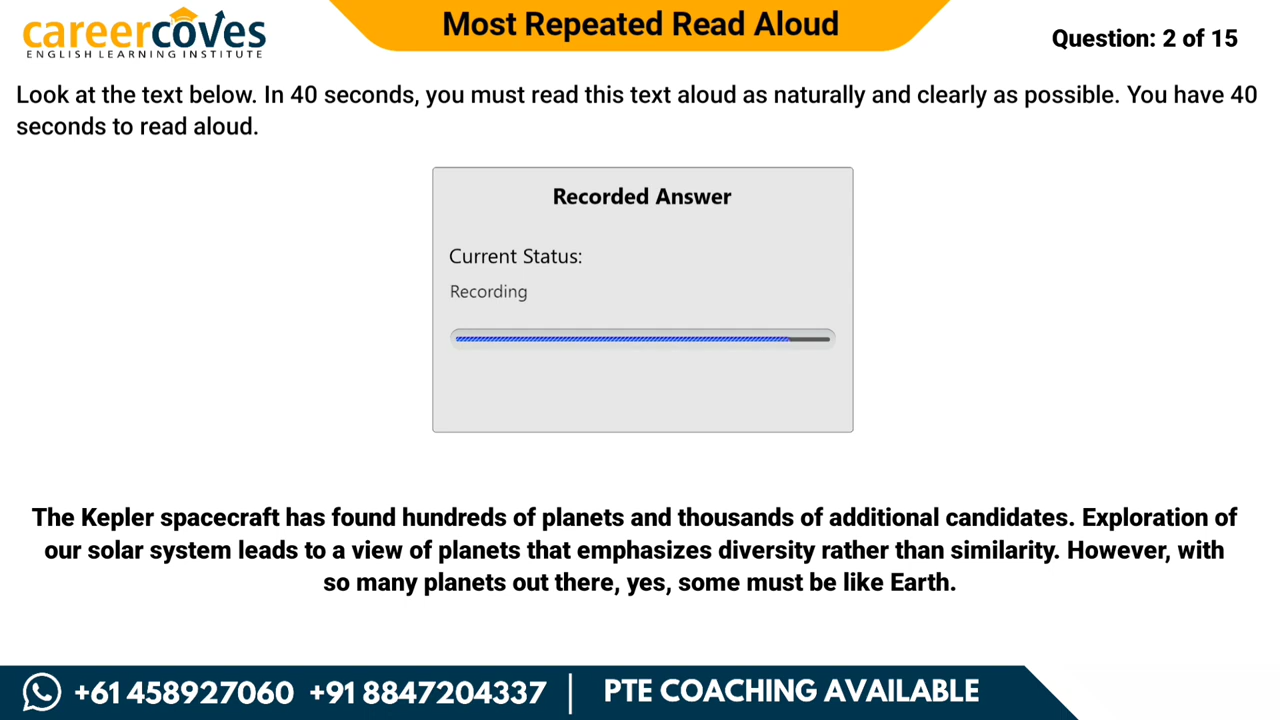 careercoves
ENGLISH LEARNING INSTITUTE
Most Repeated Read Aloud
Question: 2 of 15
Look at the text below. In 40 seconds, you must read this text aloud as naturally and clearly as possible. You have 40
seconds to read aloud.
Recorded Answer
Current Status:
Recording
The Kepler spacecraft has found hundreds of planets and thousands of additional candidates. Exploration of
our solar system leads to a view of planets that emphasizes diversity rather than similarity. However, with
so many planets out there, yes, some must be like Earth.
+61 458927060 +91 8847204337 | PTE COACHING AVAILABLE